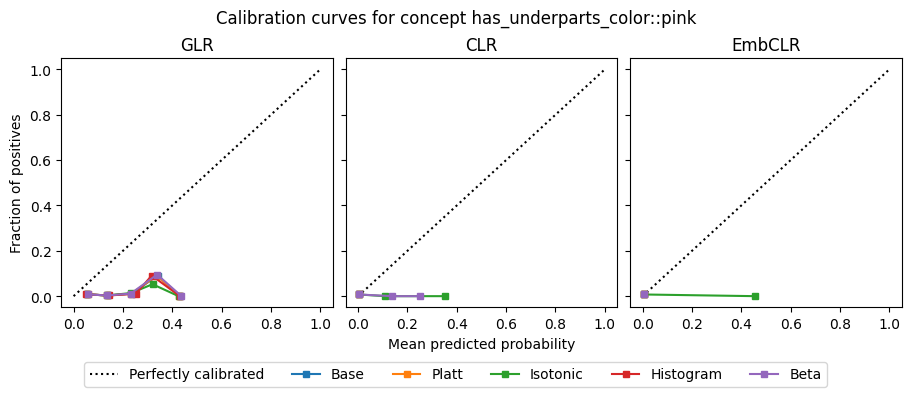 Calibration curves for concept has_underparts_color::pink
GLR
CLR
EmbCLR
Fraction of positives
1.0
0.8
0.6
0.4
0.2
0.0
0.0 0.2 0.4 0.6 0.8 1.0
0.0 0.2 0.4 0.6 0.8 1.0
0.0 0.2 0.4 0.6 0.8 1.0
Mean predicted probability
Perfectly calibrated Base Platt Isotonic Histogram Beta